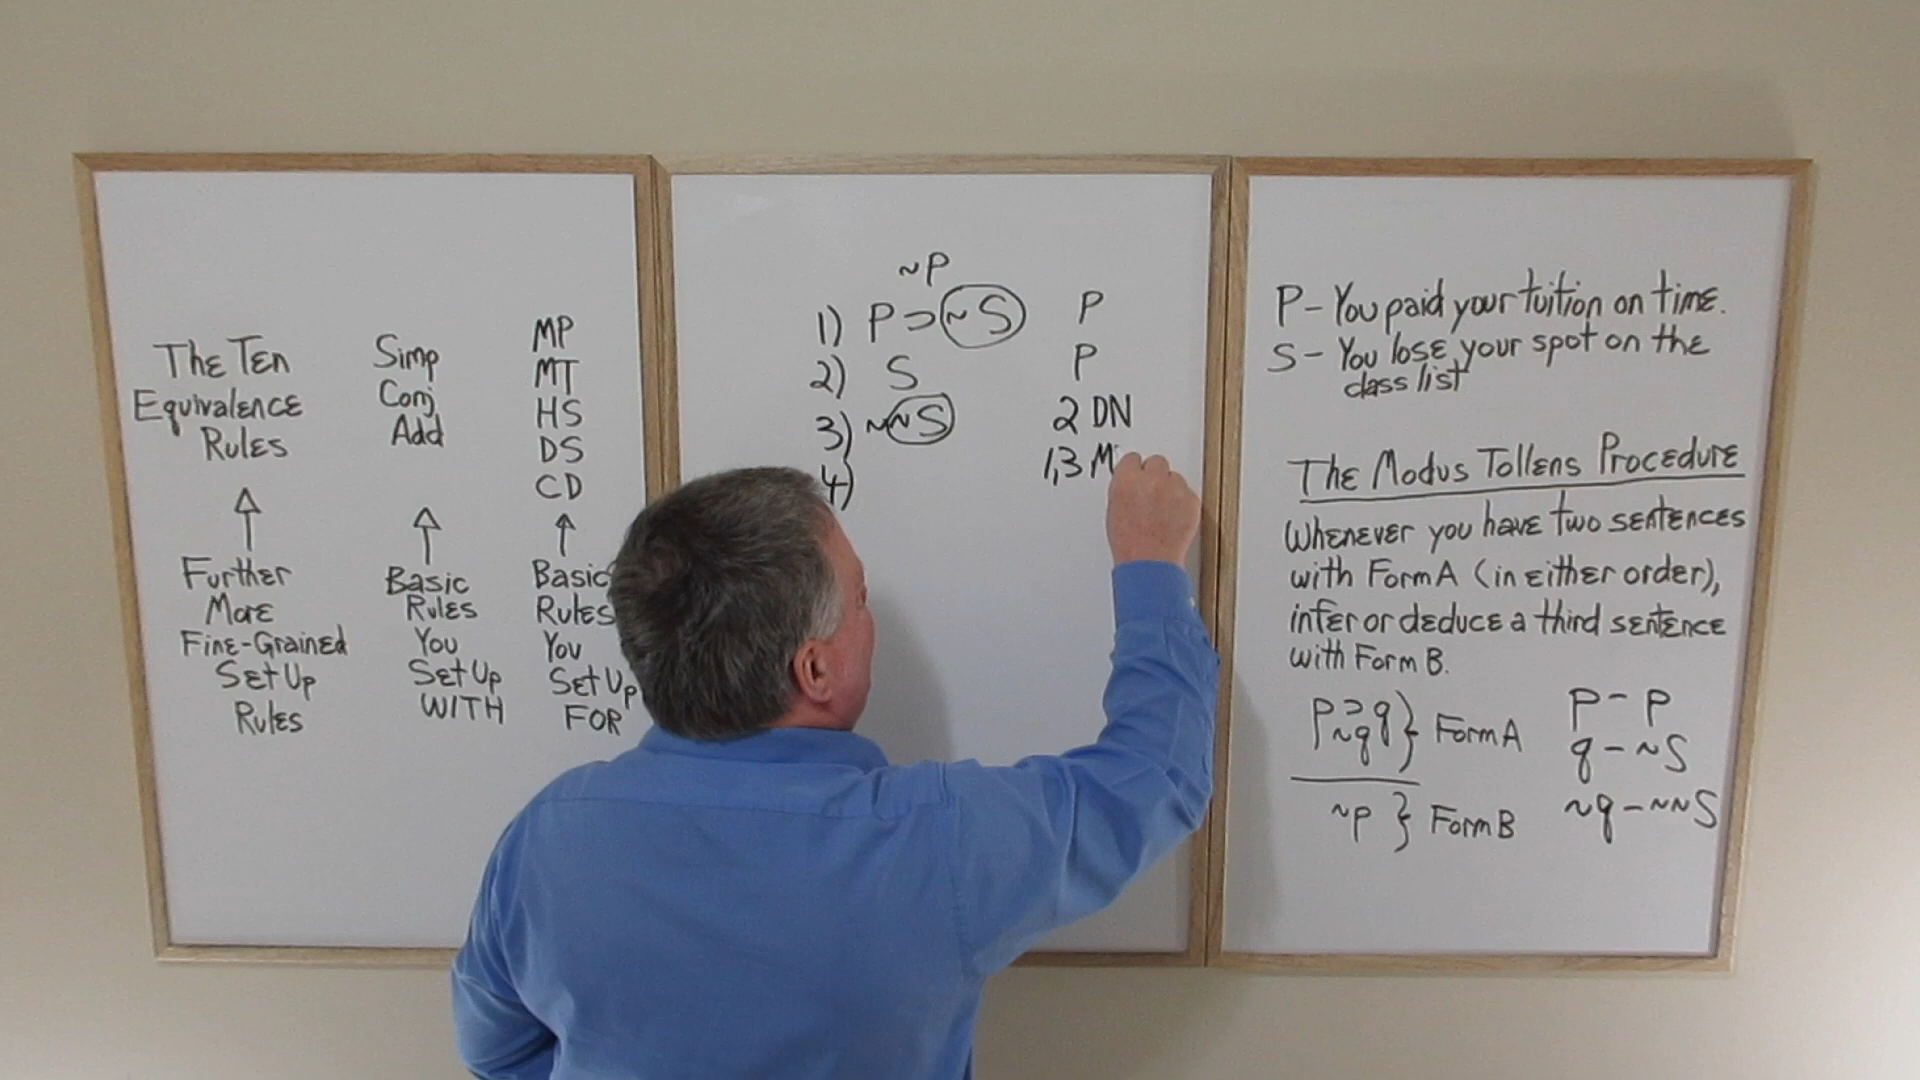 The Ten
Equivalence
Rules
Further
More
Fine-Grained
Set Up
Rules
Simp
Conj
Add
Basic
Rules
You
Set Up
WITH
MP
MT
HS
DS
CD
Basic
Rules
You
Set Up
FOR
~P
1) P ⊃ ~S P
2) S P
3) ~~S 2 DN
4) 1,3 M
P - You paid your tuition on time.
S - You lose your spot on the
class list
The Modus Tollens Procedure
Whenever you have two sentences
with Form A (in either order),
infer or deduce a third sentence
with Form B.
p ⊃ q } Form A
~q
~p } Form B
p - P
q - ~S
~q - ~~S